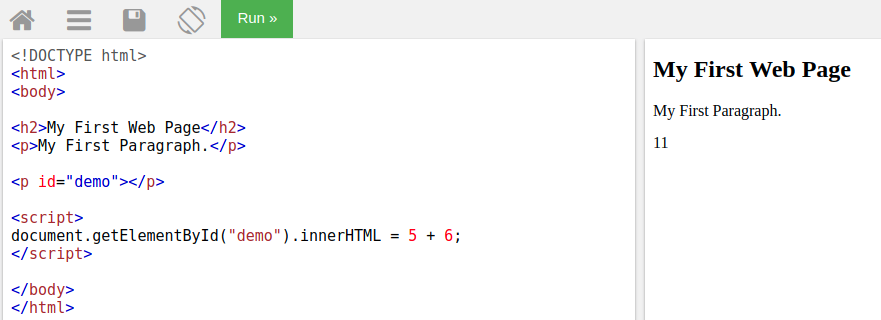 Run »
<!DOCTYPE html>
<html>
<body>
<h2>My First Web Page</h2>
<p>My First Paragraph.</p>
<p id="demo"></p>
<script>
document.getElementById("demo").innerHTML = 5 + 6;
</script>
</body>
</html>
My First Web Page
My First Paragraph.
11